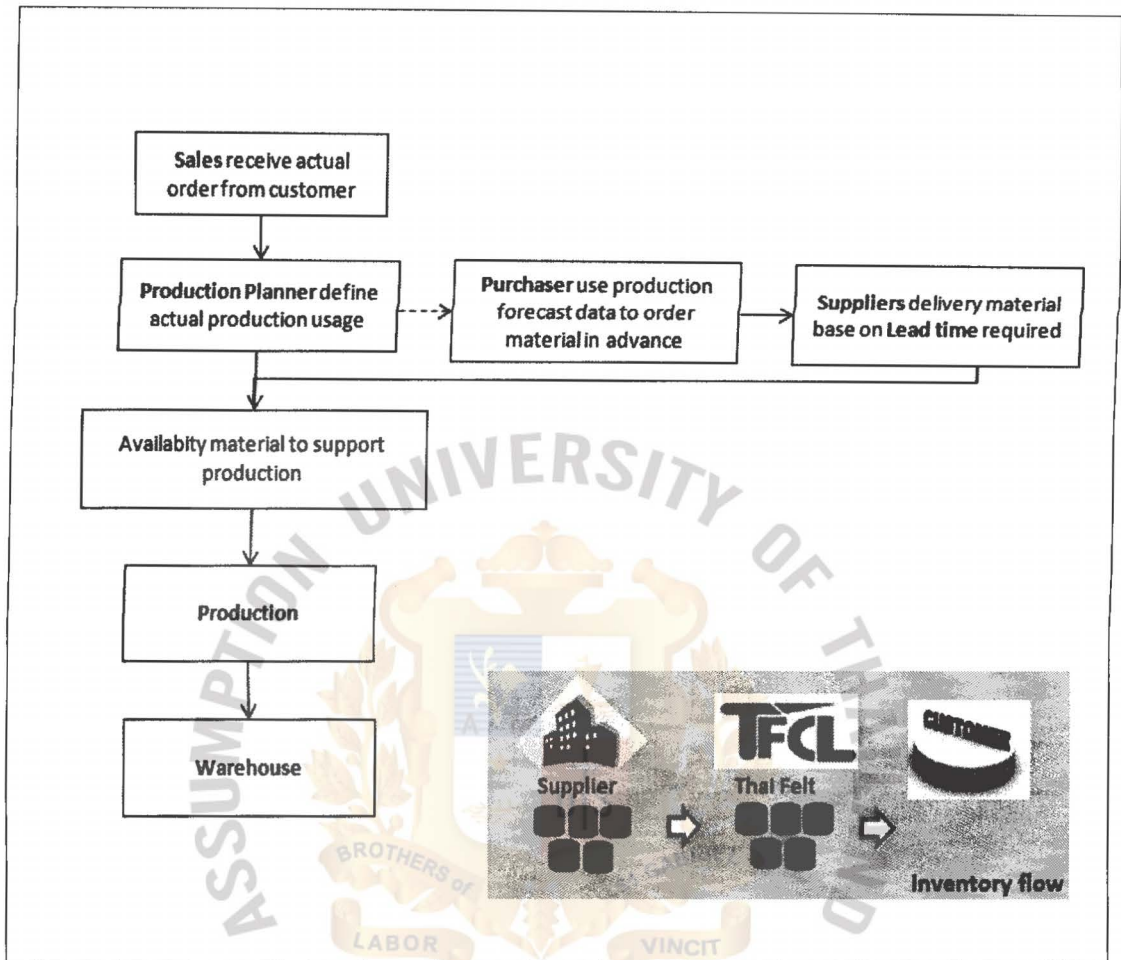 Sales receive actual
order from customer
Production Planner define
actual production usage
Purchaser use production
forecast data to order
material in advance
Suppliers delivery material
base on Lead time required
Availabity material to support
production
Production
Warehouse
ASSUMPTION UNIVERSITY OF THAILAND
TFCL
CUSTOMER
Supplier
Thai Felt
Inventory flow
BROTHERS of
LABOR
VINCIT